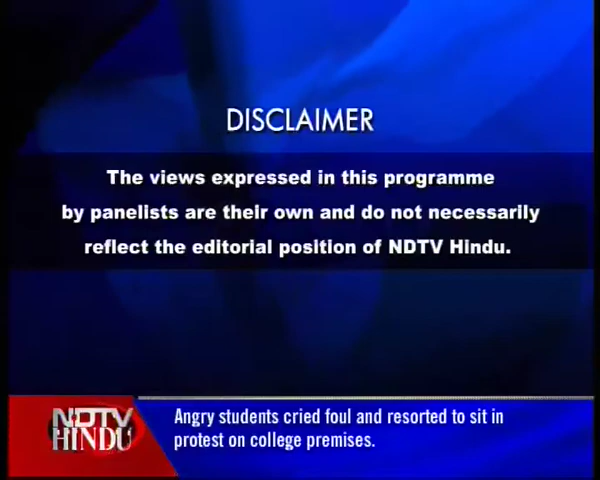 DISCLAIMER
The views expressed in this programme
by panelists are their own and do not necessarily
reflect the editorial position of NDTV Hindu.
NDTV
HINDU
Angry students cried foul and resorted to sit in
protest on college premises.